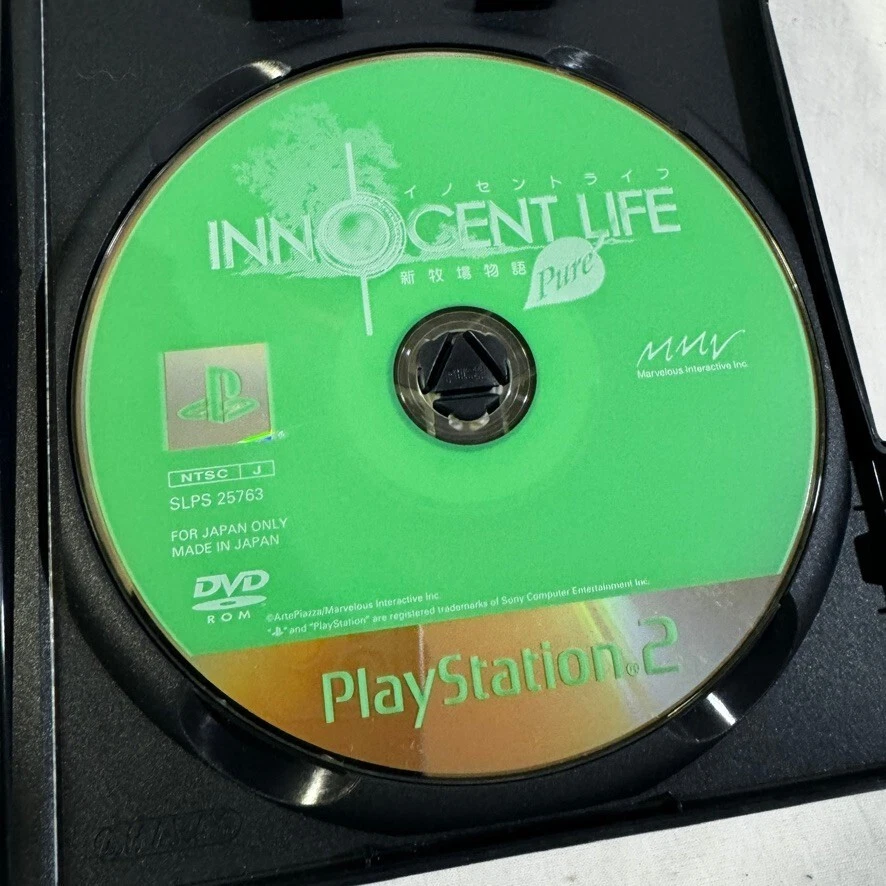 イノセントライフ
INNOCENT LIFE
新牧場物語 Pure
MMV
Marvelous Interactive Inc.
NTSC J
SLPS 25763
FOR JAPAN ONLY
MADE IN JAPAN
DVD
ROM
©ArtePiazza/Marvelous Interactive Inc.
" " and "PlayStation" are registered trademarks of Sony Computer Entertainment Inc.
PlayStation®2